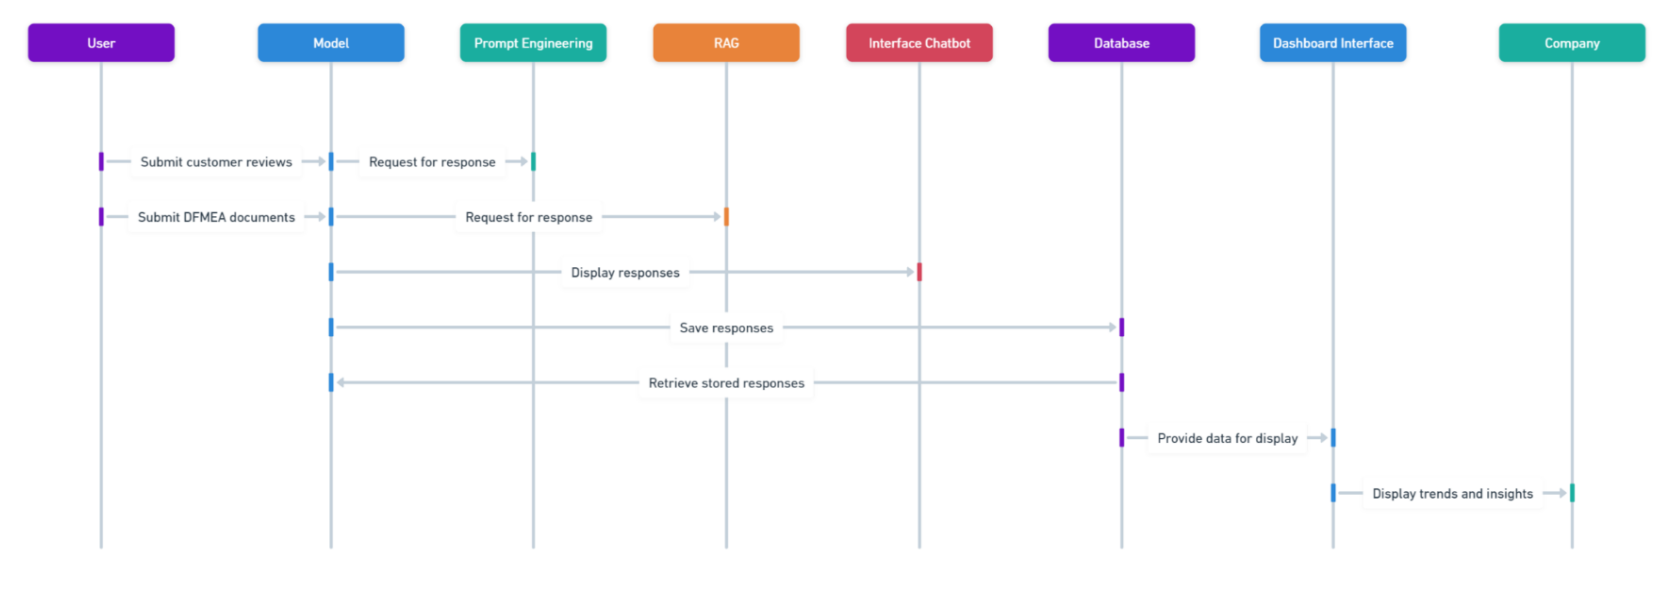 User
Model
Prompt Engineering
RAG
Interface Chatbot
Database
Dashboard Interface
Company
Submit customer reviews
Request for response
Submit DFMEA documents
Request for response
Display responses
Save responses
Retrieve stored responses
Provide data for display
Display trends and insights